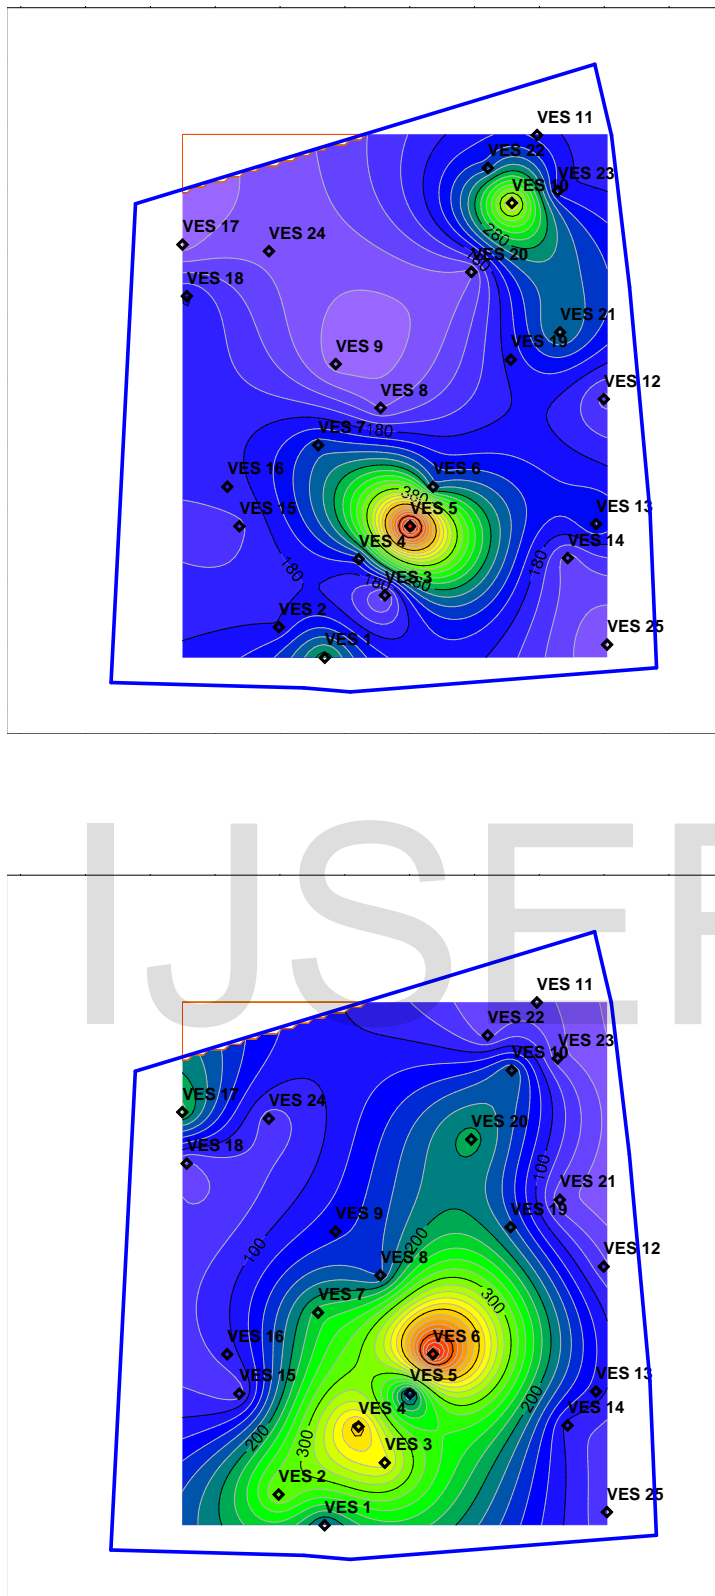 VES 11
VES 22
VES 23
VES 10
VES 17
VES 24
280
VES 20
180
VES 18
VES 21
VES 19
VES 9
VES 12
VES 8
180
VES 7
VES 16
VES 6
380
VES 15
VES 5
VES 13
VES 4
VES 14
180
180
VES 3
280
180
VES 2
VES 25
VES 1
IJSER
VES 11
VES 22
VES 23
VES 10
VES 17
VES 24
VES 20
VES 18
100
VES 21
VES 9
VES 19
200
100
VES 12
VES 8
300
VES 7
VES 16
VES 6
VES 15
VES 5
VES 13
200
VES 4
VES 14
200
300
VES 3
VES 2
VES 25
VES 1